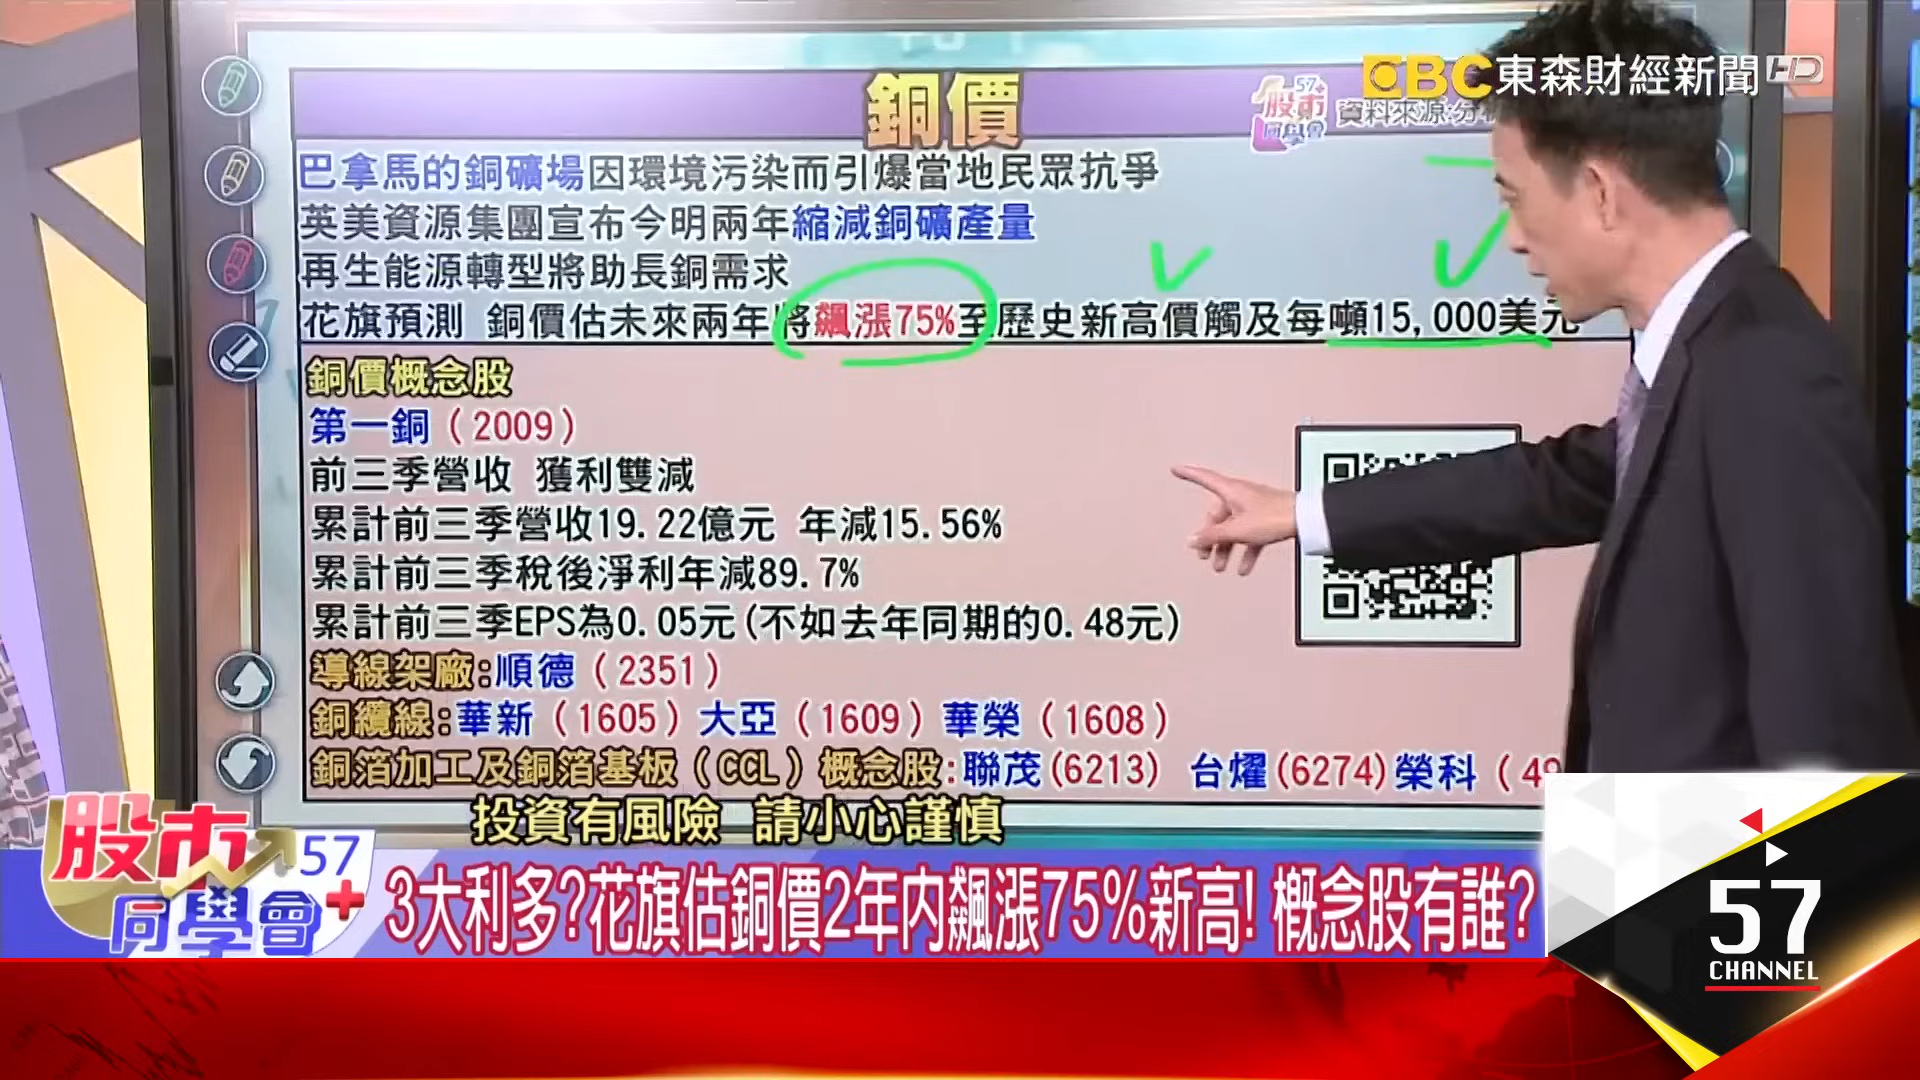 EBC 東森財經新聞 HD
銅價
57+
股市
同學會
資料來源:分
巴拿馬的銅礦場因環境污染而引爆當地民眾抗爭
英美資源集團宣布今明兩年縮減銅礦產量
再生能源轉型將助長銅需求
花旗預測 銅價估未來兩年將飆漲75%至歷史新高價觸及每噸15,000美元
銅價概念股
第一銅(2009)
前三季營收 獲利雙減
累計前三季營收19.22億元 年減15.56%
累計前三季稅後淨利年減89.7%
累計前三季EPS為0.05元(不如去年同期的0.48元)
導線架廠:順德(2351)
銅纜線:華新(1605)大亞(1609)華榮(1608)
銅箔加工及銅箔基板(CCL)概念股:聯茂(6213) 台燿(6274)榮科(49
投資有風險 請小心謹慎
股市57+
同學會
3大利多?花旗估銅價2年內飆漲75%新高!概念股有誰?
57
CHANNEL